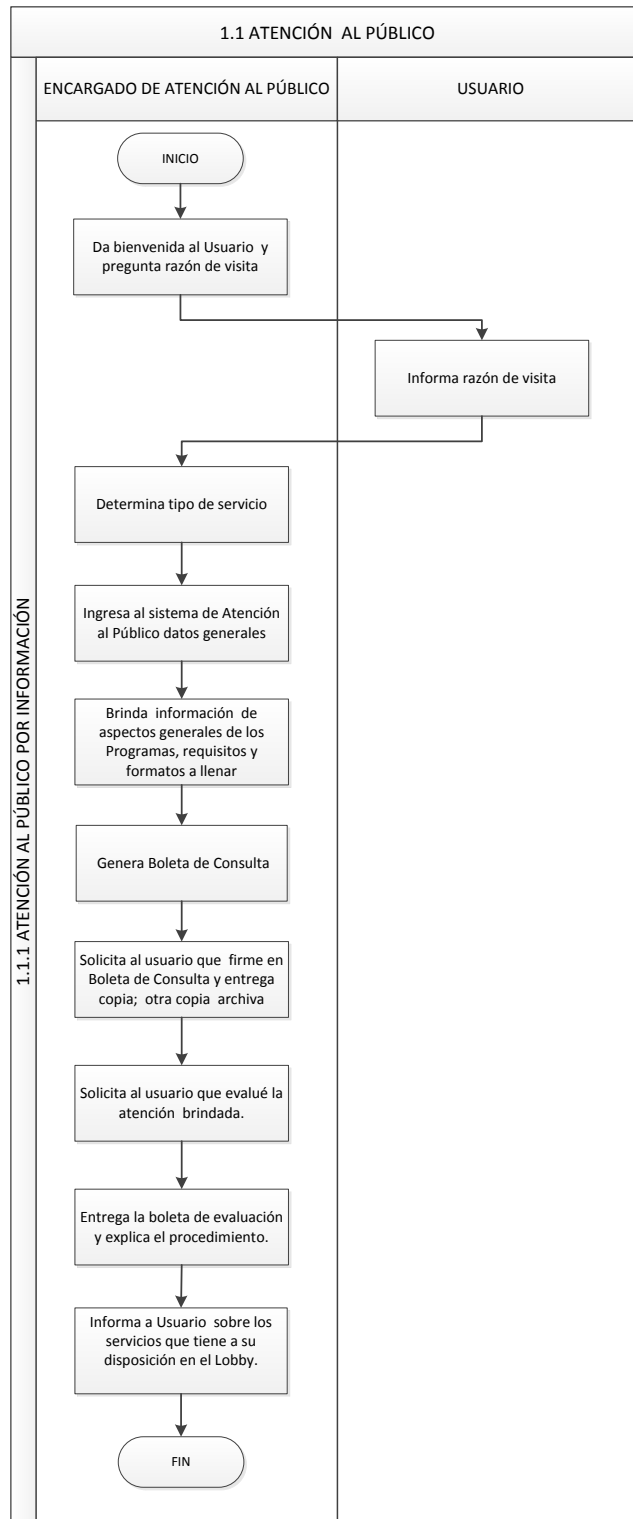 1.1 ATENCIÓN AL PÚBLICO
ENCARGADO DE ATENCIÓN AL PÚBLICO
USUARIO
1.1.1 ATENCIÓN AL PÚBLICO POR INFORMACIÓN
INICIO
Da bienvenida al Usuario y
pregunta razón de visita
Informa razón de visita
Determina tipo de servicio
Ingresa al sistema de Atención
al Público datos generales
Brinda información de
aspectos generales de los
Programas, requisitos y
formatos a llenar
Genera Boleta de Consulta
Solicita al usuario que firme en
Boleta de Consulta y entrega
copia; otra copia archiva
Solicita al usuario que evalué la
atención brindada.
Entrega la boleta de evaluación
y explica el procedimiento.
Informa a Usuario sobre los
servicios que tiene a su
disposición en el Lobby.
FIN